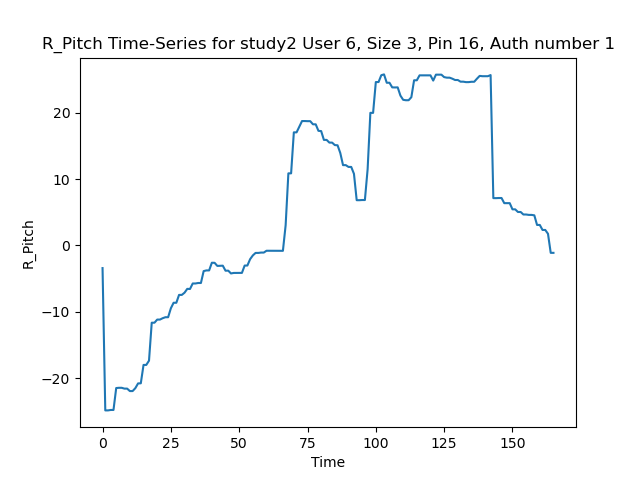 R_Pitch Time-Series for study2 User 6, Size 3, Pin 16, Auth number 1
R_Pitch
20
10
0
−10
−20
0 25 50 75 100 125 150
Time